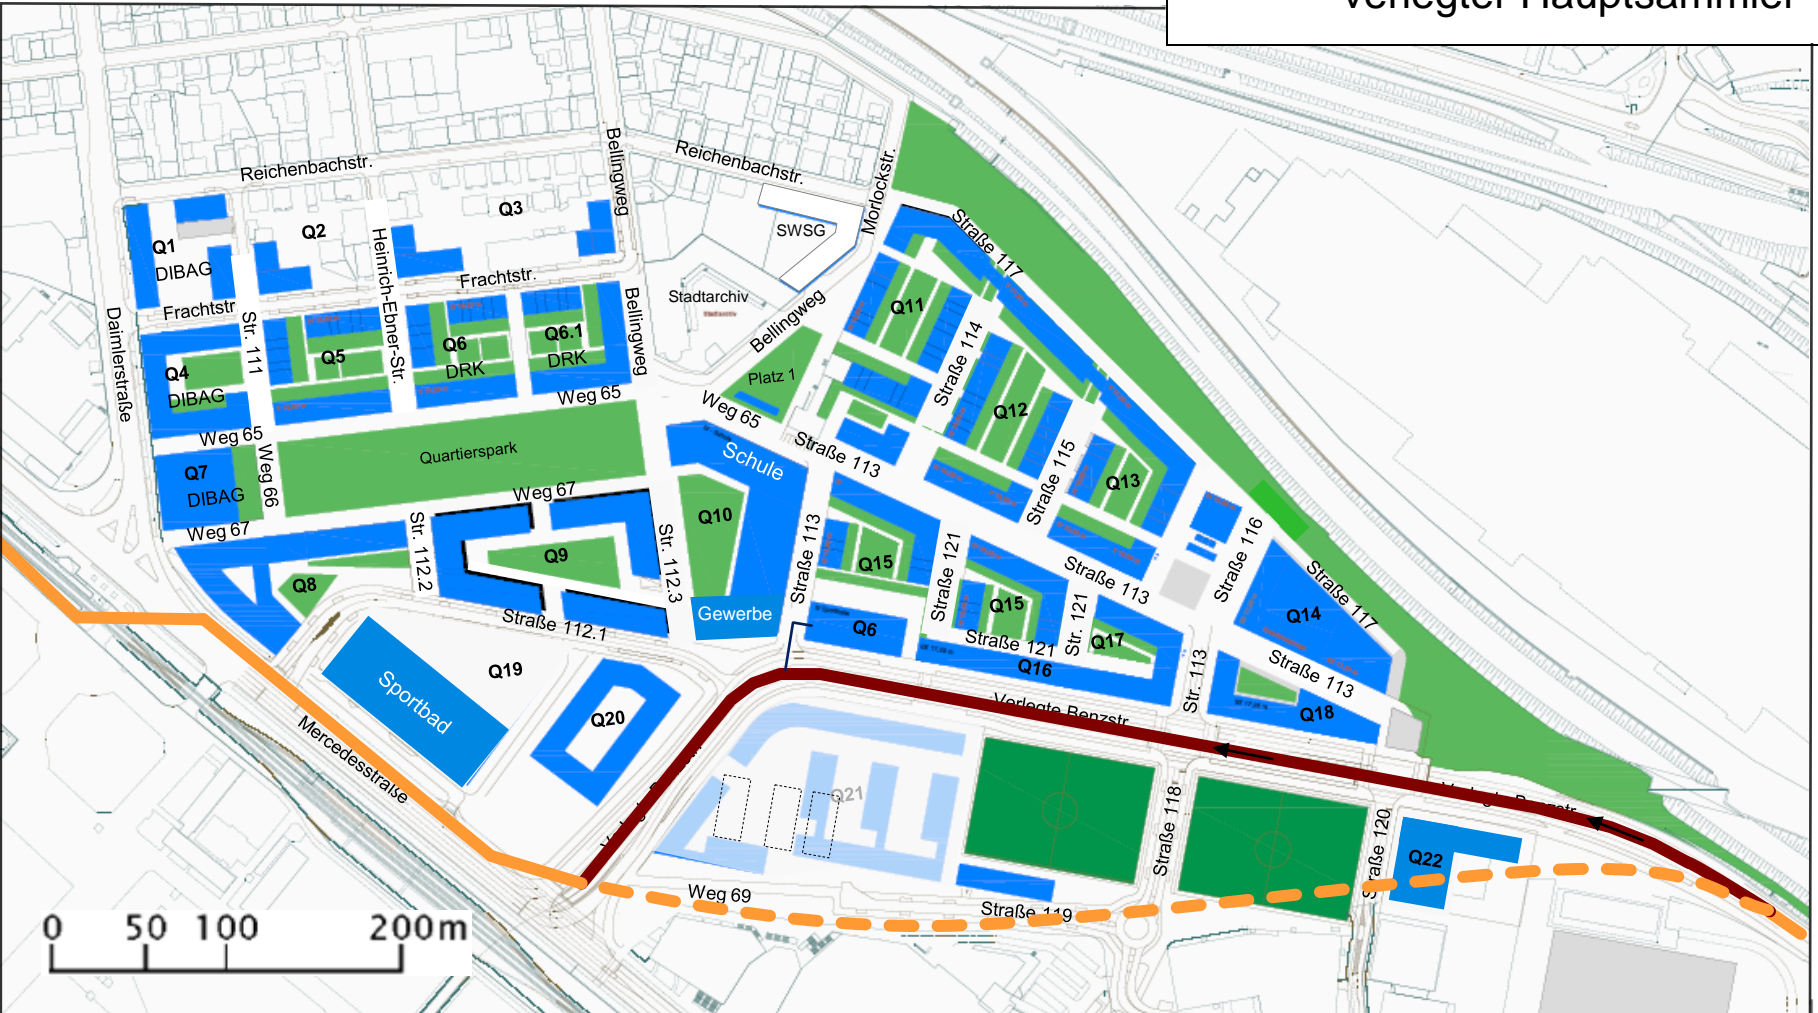 Verlegter Hauptsammler
Reichenbachstr.
Bellingweg
Reichenbachstr.
Morlockstr.
Q3
Q2
Q1
DIBAG
SWSG
Straße 117
Heinrich-Ebner-Str.
Frachtstr.
Frachtstr
Stadtarchiv
Bellingweg
Bellingweg
Daimlerstraße
Str. 111
Q4
DIBAG
Q5
Q6
DRK
Q6.1
DRK
Q11
Straße 114
Platz 1
Weg 65
Weg 65
Weg 65
Q12
Straße 113
Straße 115
Quartierspark
Schule
Q7
DIBAG
Weg 66
Weg 67
Weg 67
Q13
Q10
Str. 112.2
Q9
Str. 112.3
Straße 113
Q15
Straße 121
Straße 116
Straße 113
Straße 117
Q8
Q14
Gewerbe
Straße 112.1
Q6
Q15
Straße 121
Str. 121
Q17
Q16
Q19
Straße 113
Str. 113
Q18
Sportbad
Q20
Verlegte Benzstr.
Mercedesstraße
Q21
Straße 118
Straße 120
Q22
Weg 69
Straße 119
0 50 100 200m